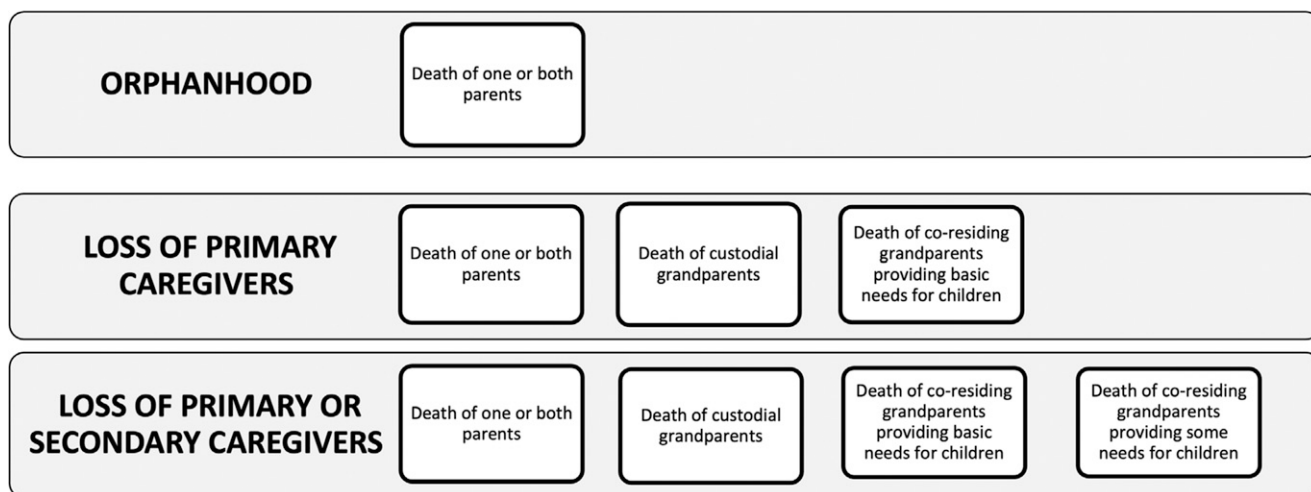 ORPHANHOOD
Death of one or both
parents
LOSS OF PRIMARY
CAREGIVERS
Death of one or both
parents
Death of custodial
grandparents
Death of co-residing
grandparents
providing basic
needs for children
LOSS OF PRIMARY OR
SECONDARY CAREGIVERS
Death of one or both
parents
Death of custodial
grandparents
Death of co-residing
grandparents
providing basic
needs for children
Death of co-residing
grandparents
providing some
needs for children